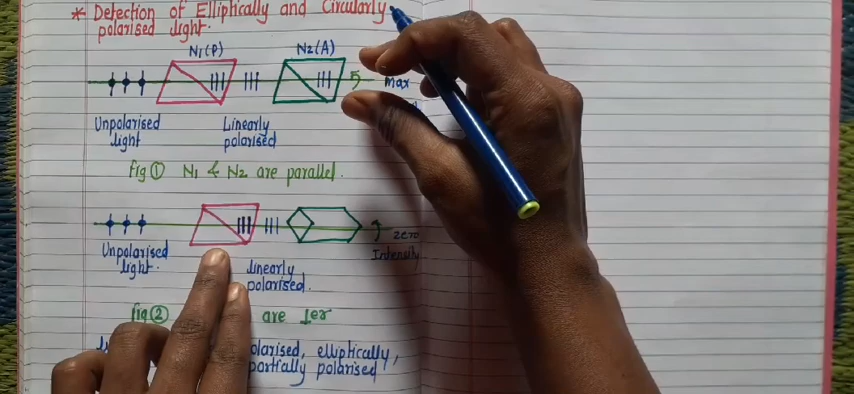 * Detection of Elliptically and Circularly
polarised light.
N1(P)
N2(A)
Max
Unpolarised
light
Linearly
polarised
fig ① N1 & N2 are parallel.
Unpolarised
light.
linearly
polarised.
zero
Intensity
fig ②
are ⊥er
olarised, elliptically,
partially polarised